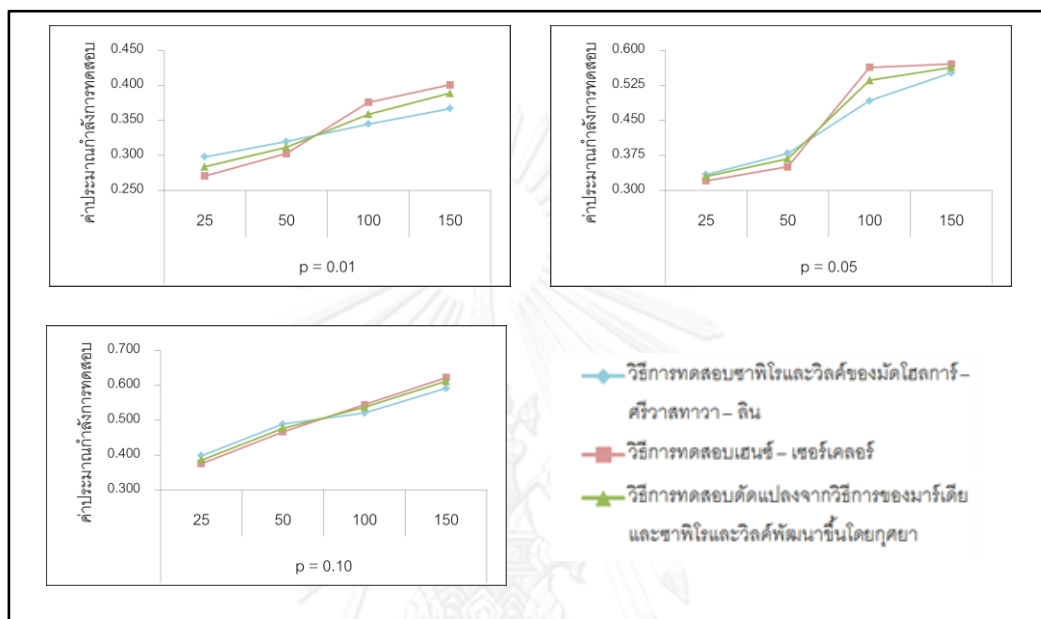 ค่าประมาณกำลังการทดสอบ
0.450
0.400
0.350
0.300
0.250
25 50 100 150
p = 0.01
ค่าประมาณกำลังการทดสอบ
0.600
0.525
0.450
0.375
0.300
25 50 100 150
p = 0.05
ค่าประมาณกำลังการทดสอบ
0.700
0.600
0.500
0.400
0.300
25 50 100 150
p = 0.10
วิธีการทดสอบชาพิโรและวิลค์ของมัดโฮลการ์ –
ศรีวาสทาวา – ลิน
วิธีการทดสอบเฮนซ์ – เซอร์เคลอร์
วิธีการทดสอบดัดแปลงจากวิธีการของมาร์เดีย
และชาพิโรและวิลค์พัฒนาขึ้นโดยกุศยา